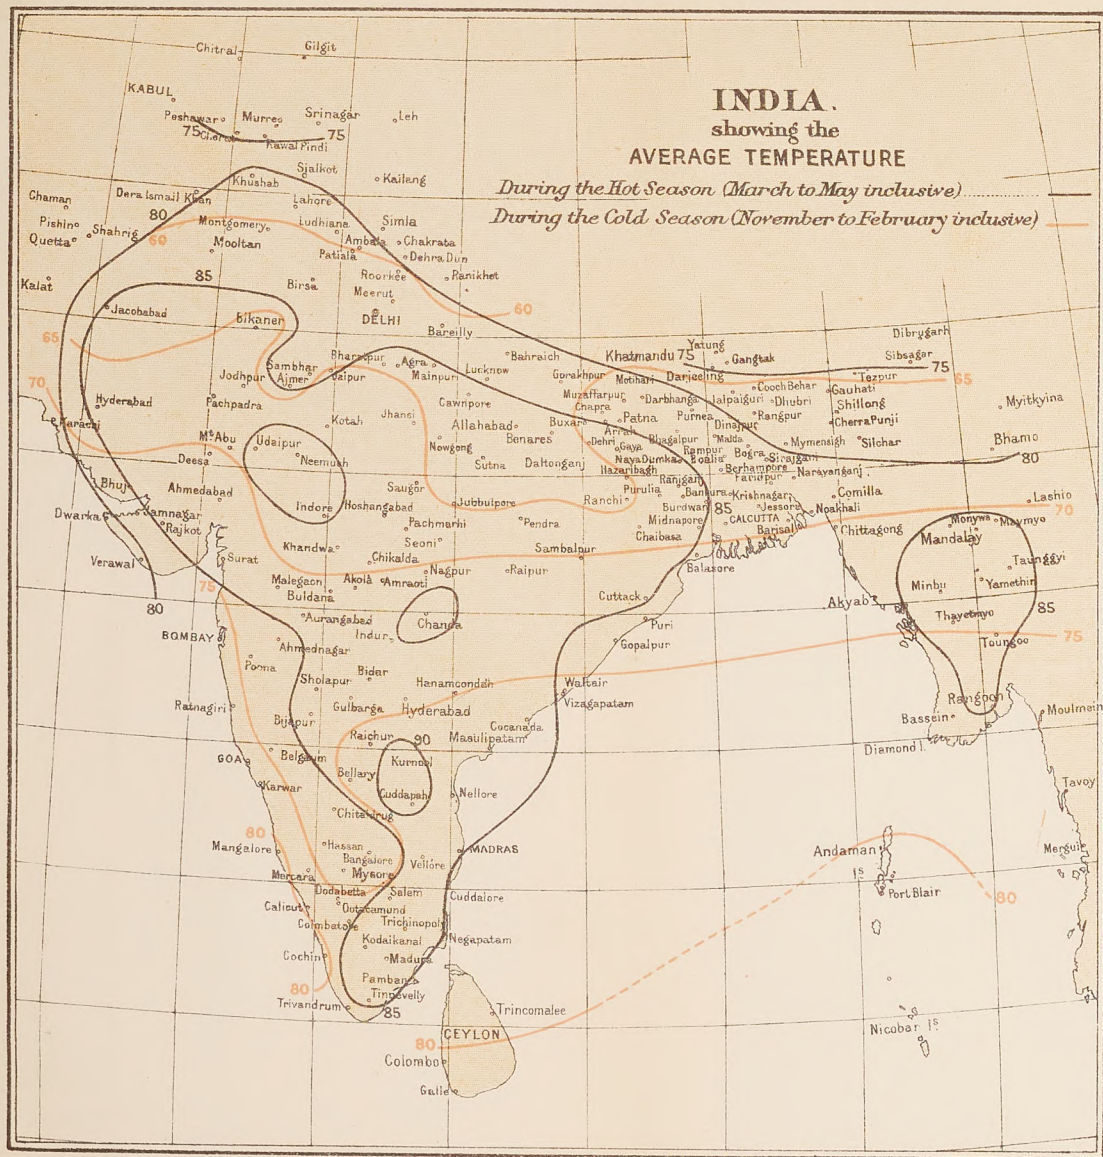 INDIA.
showing the
AVERAGE TEMPERATURE
During the Hot Season (March to May inclusive)
During the Cold Season (November to February inclusive)
Chitral
Gilgit
KABUL
Peshawar
Murree
Srinagar
Leh
75
Cherat
75
Rawal Pindi
Sialkot
Khushab
Kailang
Chaman
Dera Ismail Khan
Lahore
80
Pishin
Montgomery
Ludhiana
Simla
Quetta
Shahrig
60
Mooltan
Ambala
Chakrata
Patiala
Dehra Dun
Kalat
85
Birsa
Roorkee
Ranikhet
Meerut
Jacobabad
Bikaner
DELHI
60
Bareilly
65
Sambhar
Bharatpur
Agra
Bahraich
Khatmandu
75
Yatung
Dibrugarh
Gangtak
Sibsagar
75
Jodhpur
Ajmer
Jaipur
Mainpuri
Lucknow
Gorakhpur
Motihari
Darjeeling
Tezpur
65
70
Hyderabad
Pachpadra
Cawnpore
Muzaffarpur
Darbhanga
Jalpaiguri
Cooch Behar
Gauhati
Dhubri
Myitkyina
Karachi
Kotah
Jhansi
Allahabad
Chapra
Buxar
Patna
Purnea
Rangpur
Shillong
Cherra Punji
Mt Abu
Udaipur
Nowgong
Benares
Arrah
Dehri
Gaya
Bhagalpur
Dinajpur
Malda
Mymensigh
Silchar
Bhamo
80
Deesa
Neemuch
Sutna
Daltonganj
Naya Dumka
Rampur
Boalia
Bogra
Sirajganj
Hazaribagh
Berhampore
Faridpur
Narayanganj
Bhuj
Ahmedabad
Saugor
Ranchi
Purulia
Raniganj
Bankura
Krishnagar
Comilla
Lashio
Dwarka
Jamnagar
Indore
Hoshangabad
Jubbulpore
Burdwan
85
Jessore
Noakhali
70
Rajkot
Pachmarhi
Pendra
Midnapore
CALCUTTA
Barisal
Chittagong
Monywa
Maymyo
Chaibasa
Mandalay
Verawal
Surat
Khandwa
Seoni
Chikalda
Sambalpur
Balasore
Taunggyi
75
Malegaon
Akola
Amraoti
Nagpur
Raipur
Minbu
Yamethin
80
Buldana
Cuttack
Akyab
85
Aurangabad
Chanda
Puri
Thayetmyo
BOMBAY
Indur
Gopalpur
Toungoo
75
Ahmednagar
Poona
Bidar
Sholapur
Hanamcondah
Waltair
Rangoon
Ratnagiri
Gulbarga
Hyderabad
Vizagapatam
Bassein
Moulmein
Bijapur
Cocanada
Raichur
90
Masulipatam
Diamond I.
GOA
Belgaum
Kurnool
Karwar
Bellary
Cuddapah
Nellore
Tavoy
Chitaldrug
80
Mangalore
Hassan
MADRAS
Andaman
Mergui
Bangalore
Vellore
Is
Mercara
Mysore
Dodabetta
Salem
Cuddalore
Port Blair
80
Calicut
Ootacamund
Coimbatore
Trichinopoly
Kodaikanal
Negapatam
Cochin
Madura
Pamban
80
Tinnevelly
Trivandrum
85
Trincomalee
Nicobar Is
CEYLON
80
Colombo
Galle